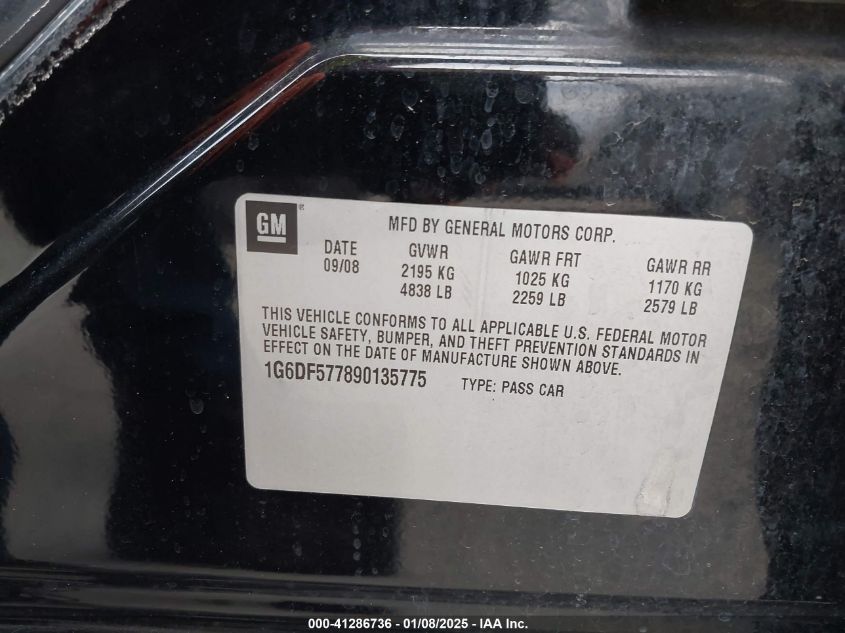 GM ®
MFD BY GENERAL MOTORS CORP.
DATE GVWR GAWR FRT GAWR RR
09/08 2195 KG 1025 KG 1170 KG
4838 LB 2259 LB 2579 LB
THIS VEHICLE CONFORMS TO ALL APPLICABLE U.S. FEDERAL MOTOR
VEHICLE SAFETY, BUMPER, AND THEFT PREVENTION STANDARDS IN
EFFECT ON THE DATE OF MANUFACTURE SHOWN ABOVE.
1G6DF577890135775 TYPE: PASS CAR
000-41286736 - 01/08/2025 - IAA Inc.